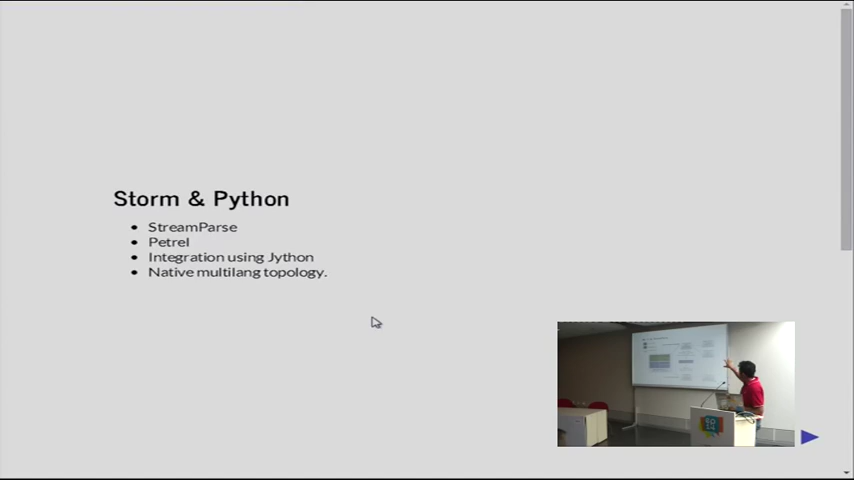 Storm & Python
StreamParse
Petrel
Integration using Jython
Native multilang topology.